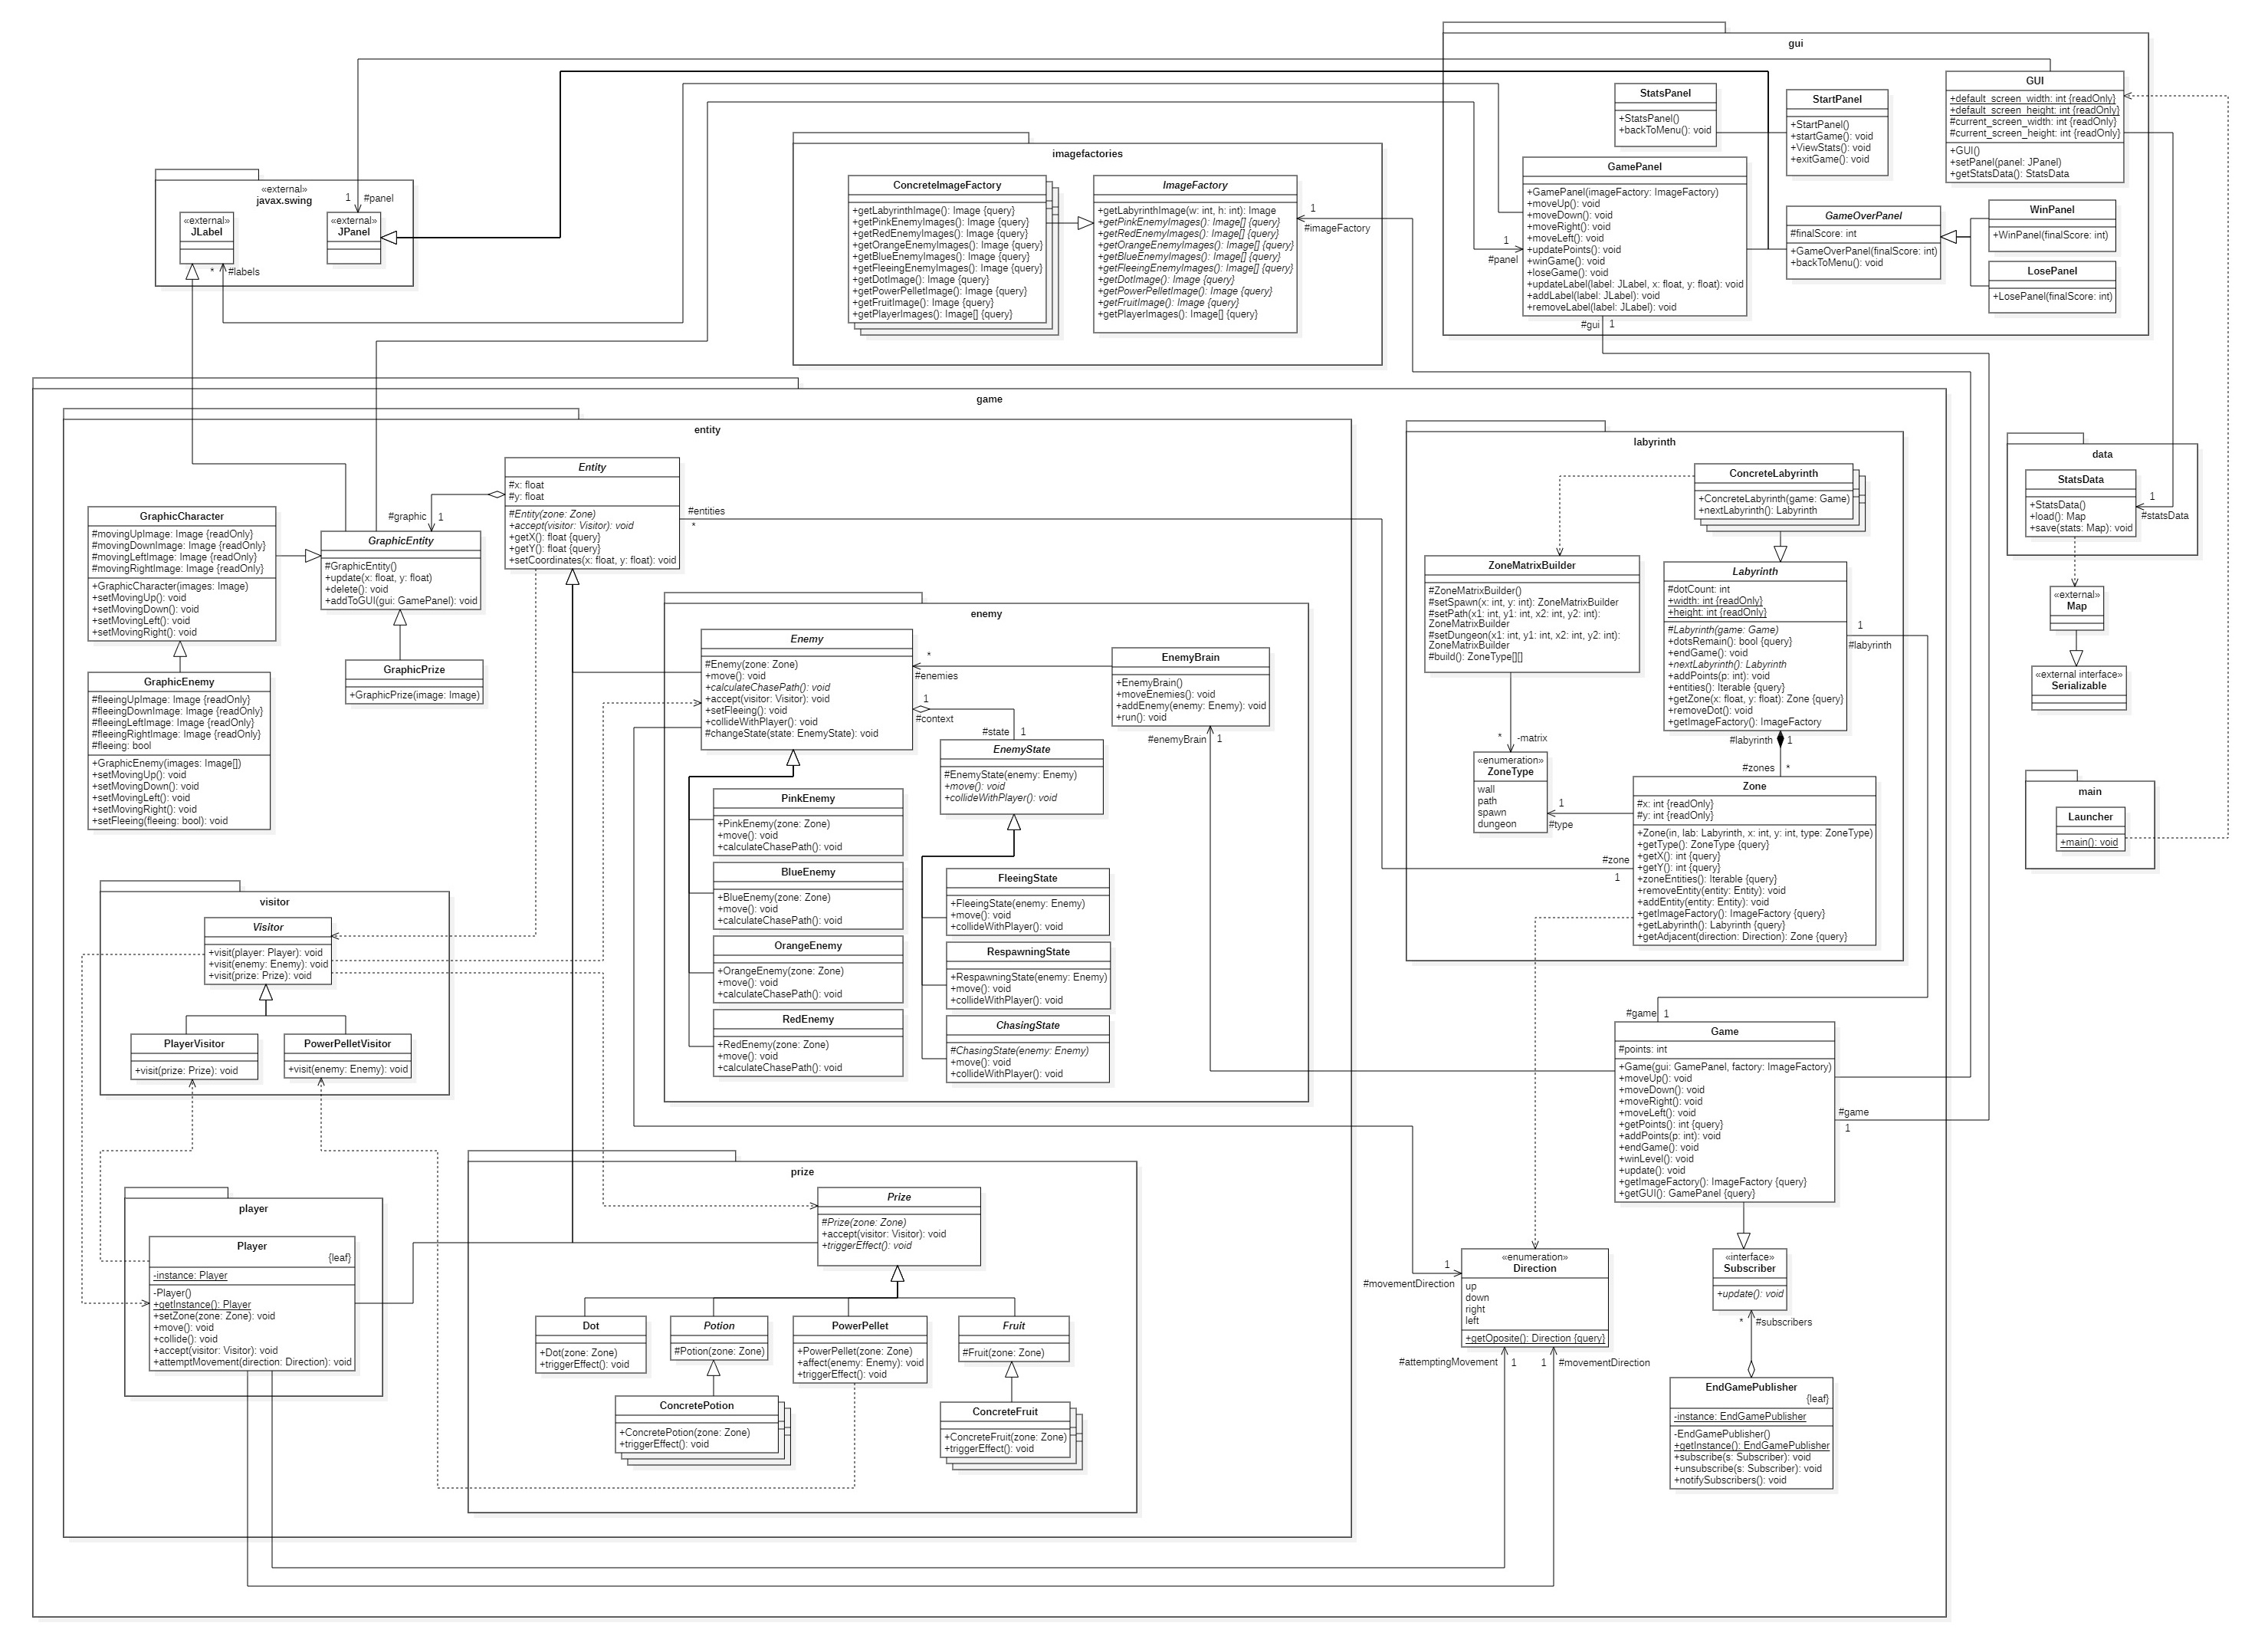 gui
StatsPanel
+StatsPanel()
+backToMenu(): void
StartPanel
+StartPanel()
+startGame(): void
+ViewStats(): void
+exitGame(): void
GUI
+default_screen_width: int {readOnly}
+default_screen_height: int {readOnly}
#current_screen_width: int {readOnly}
#current_screen_height: int {readOnly}
+GUI()
+setPanel(panel: JPanel)
+getStatsData(): StatsData
GamePanel
+GamePanel(imageFactory: ImageFactory)
+moveUp(): void
+moveDown(): void
+moveRight(): void
+moveLeft(): void
+updatePoints(): void
+winGame(): void
+loseGame(): void
+updateLabel(label: JLabel, x: float, y: float): void
+addLabel(label: JLabel): void
+removeLabel(label: JLabel): void
1
#panel
#gui
1
GameOverPanel
#finalScore: int
+GameOverPanel(finalScore: int)
+backToMenu(): void
WinPanel
+WinPanel(finalScore: int)
LosePanel
+LosePanel(finalScore: int)
imagefactories
ConcreteImageFactory
+getLabyrinthImage(): Image {query}
+getPinkEnemyImages(): Image {query}
+getRedEnemyImages(): Image {query}
+getOrangeEnemyImages(): Image {query}
+getBlueEnemyImages(): Image {query}
+getFleeingEnemyImages(): Image {query}
+getDotImage(): Image {query}
+getPowerPelletImage(): Image {query}
+getFruitImage(): Image {query}
+getPlayerImages(): Image[] {query}
ImageFactory
+getLabyrinthImage(w: int, h: int): Image
+getPinkEnemyImages(): Image[] {query}
+getRedEnemyImages(): Image[] {query}
+getOrangeEnemyImages(): Image[] {query}
+getBlueEnemyImages(): Image[] {query}
+getFleeingEnemyImages(): Image[] {query}
+getDotImage(): Image {query}
+getPowerPelletImage(): Image {query}
+getFruitImage(): Image {query}
+getPlayerImages(): Image[] {query}
1
#imageFactory
«external»
javax.swing
1
#panel
«external»
JLabel
«external»
JPanel
*
#labels
game
entity
Entity
#x: float
#y: float
#Entity(zone: Zone)
+accept(visitor: Visitor): void
+getX(): float {query}
+getY(): float {query}
+setCoordinates(x: float, y: float): void
#graphic
1
#entities
*
GraphicCharacter
#movingUpImage: Image {readOnly}
#movingDownImage: Image {readOnly}
#movingLeftImage: Image {readOnly}
#movingRightImage: Image {readOnly}
+GraphicCharacter(images: Image)
+setMovingUp(): void
+setMovingDown(): void
+setMovingLeft(): void
+setMovingRight(): void
GraphicEntity
#GraphicEntity()
+update(x: float, y: float)
+delete(): void
+addToGUI(gui: GamePanel): void
GraphicPrize
+GraphicPrize(image: Image)
GraphicEnemy
#fleeingUpImage: Image {readOnly}
#fleeingDownImage: Image {readOnly}
#fleeingLeftImage: Image {readOnly}
#fleeingRightImage: Image {readOnly}
#fleeing: bool
+GraphicEnemy(images: Image[])
+setMovingUp(): void
+setMovingDown(): void
+setMovingLeft(): void
+setMovingRight(): void
+setFleeing(fleeing: bool): void
enemy
Enemy
#Enemy(zone: Zone)
+move(): void
+calculateChasePath(): void
+accept(visitor: Visitor): void
+setFleeing(): void
+collideWithPlayer(): void
#changeState(state: EnemyState): void
*
#enemies
1
#context
#state
1
EnemyBrain
+EnemyBrain()
+moveEnemies(): void
+addEnemy(enemy: Enemy): void
+run(): void
#enemyBrain
1
EnemyState
#EnemyState(enemy: Enemy)
+move(): void
+collideWithPlayer(): void
PinkEnemy
+PinkEnemy(zone: Zone)
+move(): void
+calculateChasePath(): void
BlueEnemy
+BlueEnemy(zone: Zone)
+move(): void
+calculateChasePath(): void
OrangeEnemy
+OrangeEnemy(zone: Zone)
+move(): void
+calculateChasePath(): void
RedEnemy
+RedEnemy(zone: Zone)
+move(): void
+calculateChasePath(): void
FleeingState
+FleeingState(enemy: Enemy)
+move(): void
+collideWithPlayer(): void
RespawningState
+RespawningState(enemy: Enemy)
+move(): void
+collideWithPlayer(): void
ChasingState
#ChasingState(enemy: Enemy)
+move(): void
+collideWithPlayer(): void
visitor
Visitor
+visit(player: Player): void
+visit(enemy: Enemy): void
+visit(prize: Prize): void
PlayerVisitor
+visit(prize: Prize): void
PowerPelletVisitor
+visit(enemy: Enemy): void
player
Player
{leaf}
-instance: Player
-Player()
+getInstance(): Player
+setZone(zone: Zone): void
+move(): void
+collide(): void
+accept(visitor: Visitor): void
+attemptMovement(direction: Direction): void
prize
Prize
#Prize(zone: Zone)
+accept(visitor: Visitor): void
+triggerEffect(): void
Dot
+Dot(zone: Zone)
+triggerEffect(): void
Potion
#Potion(zone: Zone)
PowerPellet
+PowerPellet(zone: Zone)
+affect(enemy: Enemy): void
+triggerEffect(): void
Fruit
#Fruit(zone: Zone)
ConcretePotion
+ConcretePotion(zone: Zone)
+triggerEffect(): void
ConcreteFruit
+ConcreteFruit(zone: Zone)
+triggerEffect(): void
labyrinth
ConcreteLabyrinth
+ConcreteLabyrinth(game: Game)
+nextLabyrinth(): Labyrinth
ZoneMatrixBuilder
#ZoneMatrixBuilder()
#setSpawn(x: int, y: int): ZoneMatrixBuilder
#setPath(x1: int, y1: int, x2: int, y2: int):
ZoneMatrixBuilder
#setDungeon(x1: int, y1: int, x2: int, y2: int):
ZoneMatrixBuilder
#build(): ZoneType[][]
Labyrinth
#dotCount: int
+width: int {readOnly}
+height: int {readOnly}
#Labyrinth(game: Game)
+dotsRemain(): bool {query}
+endGame(): void
+nextLabyrinth(): Labyrinth
+addPoints(p: int): void
+entities(): Iterable {query}
+getZone(x: float, y: float): Zone {query}
+removeDot(): void
+getImageFactory(): ImageFactory
1
#labyrinth
#labyrinth
1
#zones
*
*
-matrix
«enumeration»
ZoneType
wall
path
spawn
dungeon
1
#type
Zone
#x: int {readOnly}
#y: int {readOnly}
+Zone(in, lab: Labyrinth, x: int, y: int, type: ZoneType)
+getType(): ZoneType {query}
+getX(): int {query}
+getY(): int {query}
+zoneEntities(): Iterable {query}
+removeEntity(entity: Entity): void
+addEntity(entity: Entity): void
+getImageFactory(): ImageFactory {query}
+getLabyrinth(): Labyrinth {query}
+getAdjacent(direction: Direction): Zone {query}
#zone
1
#game
1
Game
#points: int
+Game(gui: GamePanel, factory: ImageFactory)
+moveUp(): void
+moveDown(): void
+moveRight(): void
+moveLeft(): void
+getPoints(): int {query}
+addPoints(p: int): void
+endGame(): void
+winLevel(): void
+update(): void
+getImageFactory(): ImageFactory {query}
+getGUI(): GamePanel {query}
#game
1
«enumeration»
Direction
up
down
right
left
+getOposite(): Direction {query}
1
#movementDirection
#attemptingMovement
1
1
#movementDirection
«interface»
Subscriber
+update(): void
*
#subscribers
EndGamePublisher
{leaf}
-instance: EndGamePublisher
-EndGamePublisher()
+getInstance(): EndGamePublisher
+subscribe(s: Subscriber): void
+unsubscribe(s: Subscriber): void
+notifySubscribers(): void
data
StatsData
+StatsData()
+load(): Map
+save(stats: Map): void
1
#statsData
«external»
Map
«external interface»
Serializable
main
Launcher
+main(): void